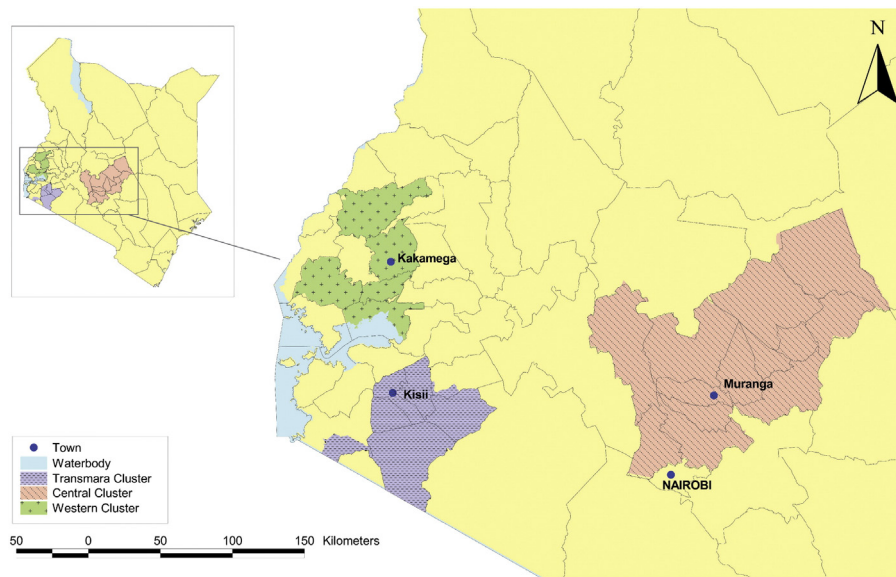 N
Kakamega
Kisii
Muranga
NAIROBI
Town
Waterbody
Transmara Cluster
Central Cluster
Western Cluster
50 0 50 100 150 Kilometers